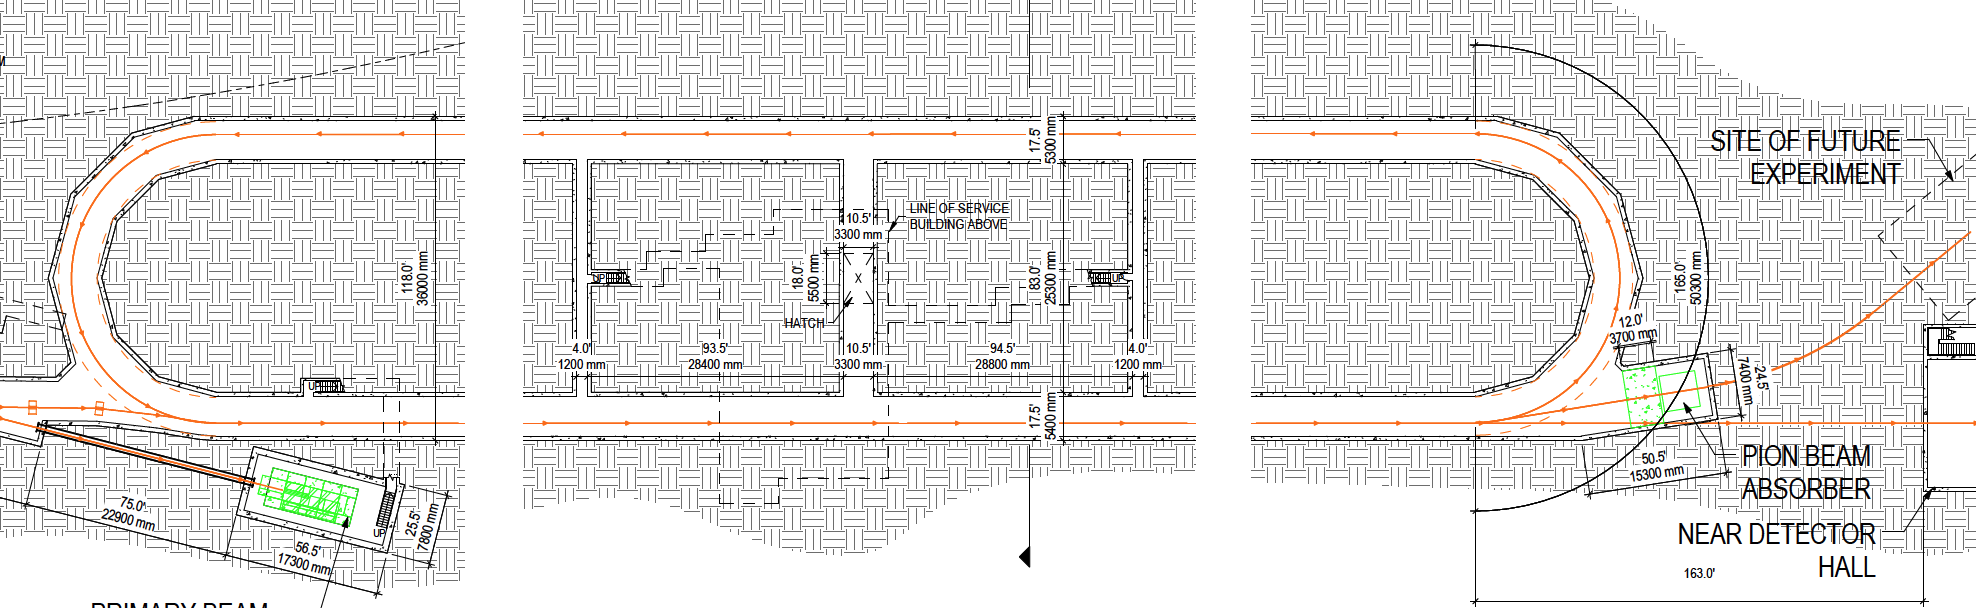 M
118.0'
36000 mm
UP
75.0'
22900 mm
56.5'
17300 mm
25.5'
7800 mm
UP
PRIMARY BEAM
17.5'
5300 mm
LINE OF SERVICE
BUILDING ABOVE
10.5'
3300 mm
18.0'
5500 mm
X
HATCH
UP
UP
83.0'
25300 mm
4.0'
1200 mm
93.5'
28400 mm
10.5'
3300 mm
94.5'
28800 mm
4.0'
1200 mm
17.5'
5400 mm
SITE OF FUTURE
EXPERIMENT
165.0'
50300 mm
12.0'
3700 mm
24.5'
7400 mm
50.5'
15300 mm
PION BEAM
ABSORBER
NEAR DETECTOR
HALL
163.0'